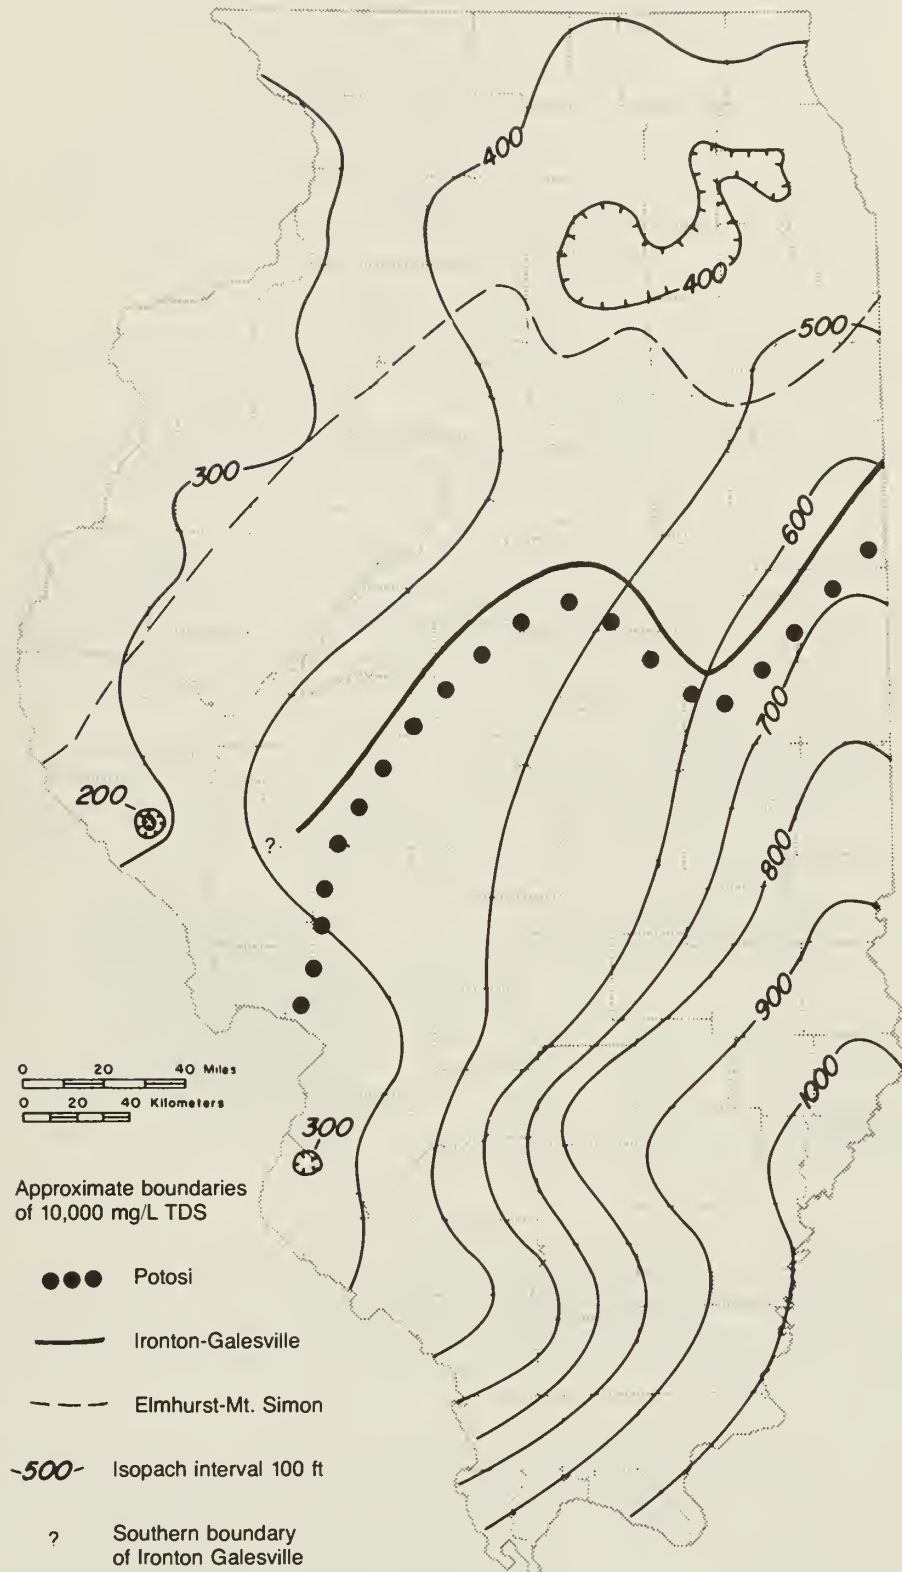 400
400
500
300
600
700
200
?
800
900
1000
0 20 40 Miles
0 20 40 Kilometers
300
Approximate boundaries
of 10,000 mg/L TDS
Potosi
Ironton-Galesville
Elmhurst-Mt. Simon
-500- Isopach interval 100 ft
? Southern boundary
of Ironton Galesville